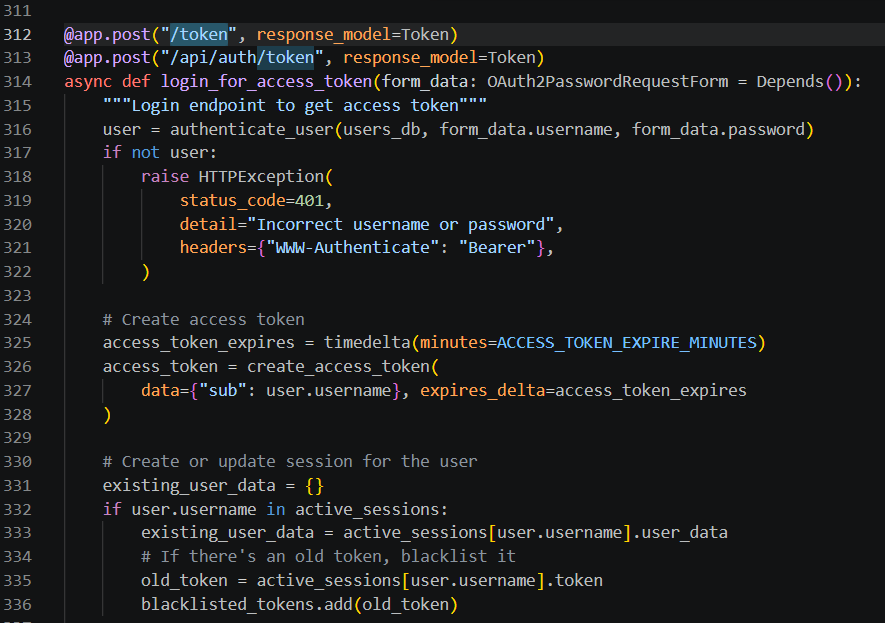 311
312 @app.post("/token", response_model=Token)
313 @app.post("/api/auth/token", response_model=Token)
314 async def login_for_access_token(form_data: OAuth2PasswordRequestForm = Depends()):
315     """Login endpoint to get access token"""
316     user = authenticate_user(users_db, form_data.username, form_data.password)
317     if not user:
318         raise HTTPException(
319             status_code=401,
320             detail="Incorrect username or password",
321             headers={"WWW-Authenticate": "Bearer"},
322         )
323
324     # Create access token
325     access_token_expires = timedelta(minutes=ACCESS_TOKEN_EXPIRE_MINUTES)
326     access_token = create_access_token(
327         data={"sub": user.username}, expires_delta=access_token_expires
328     )
329
330     # Create or update session for the user
331     existing_user_data = {}
332     if user.username in active_sessions:
333         existing_user_data = active_sessions[user.username].user_data
334         # If there's an old token, blacklist it
335         old_token = active_sessions[user.username].token
336         blacklisted_tokens.add(old_token)